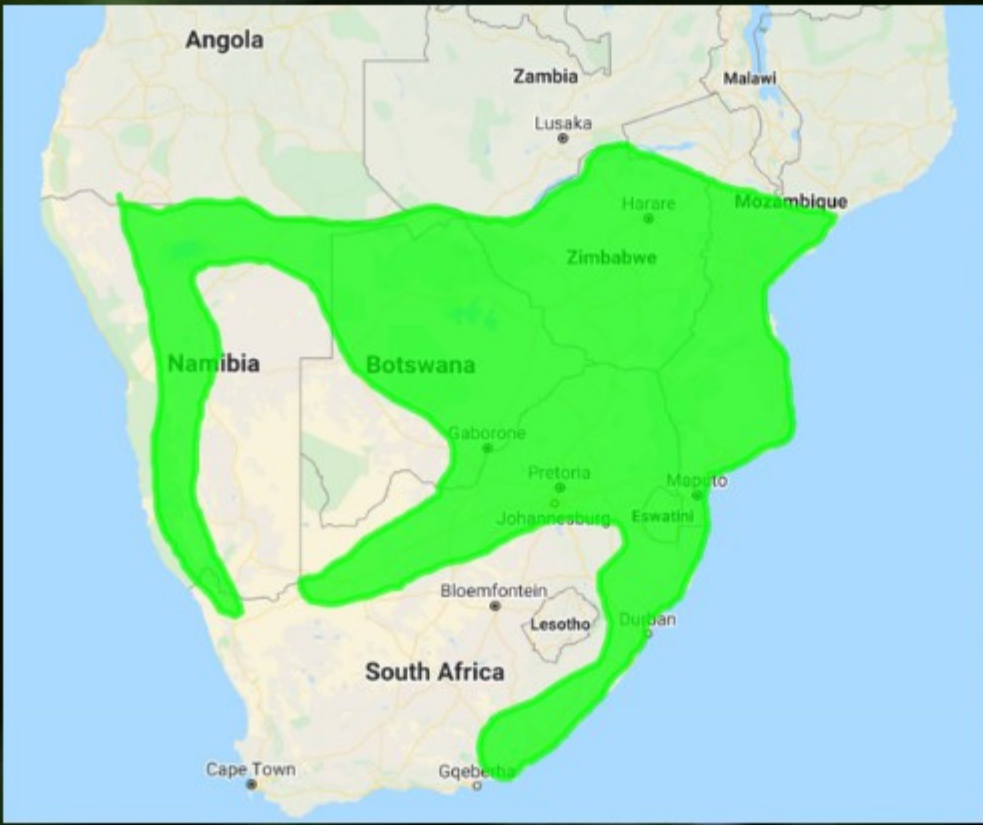 Angola
Zambia
Malawi
Lusaka
Harare
Mozambique
Zimbabwe
Namibia
Botswana
Gaborone
Pretoria
Maputo
Johannesburg
Eswatini
Bloemfontein
Lesotho
Durban
South Africa
Cape Town
Gqeberha